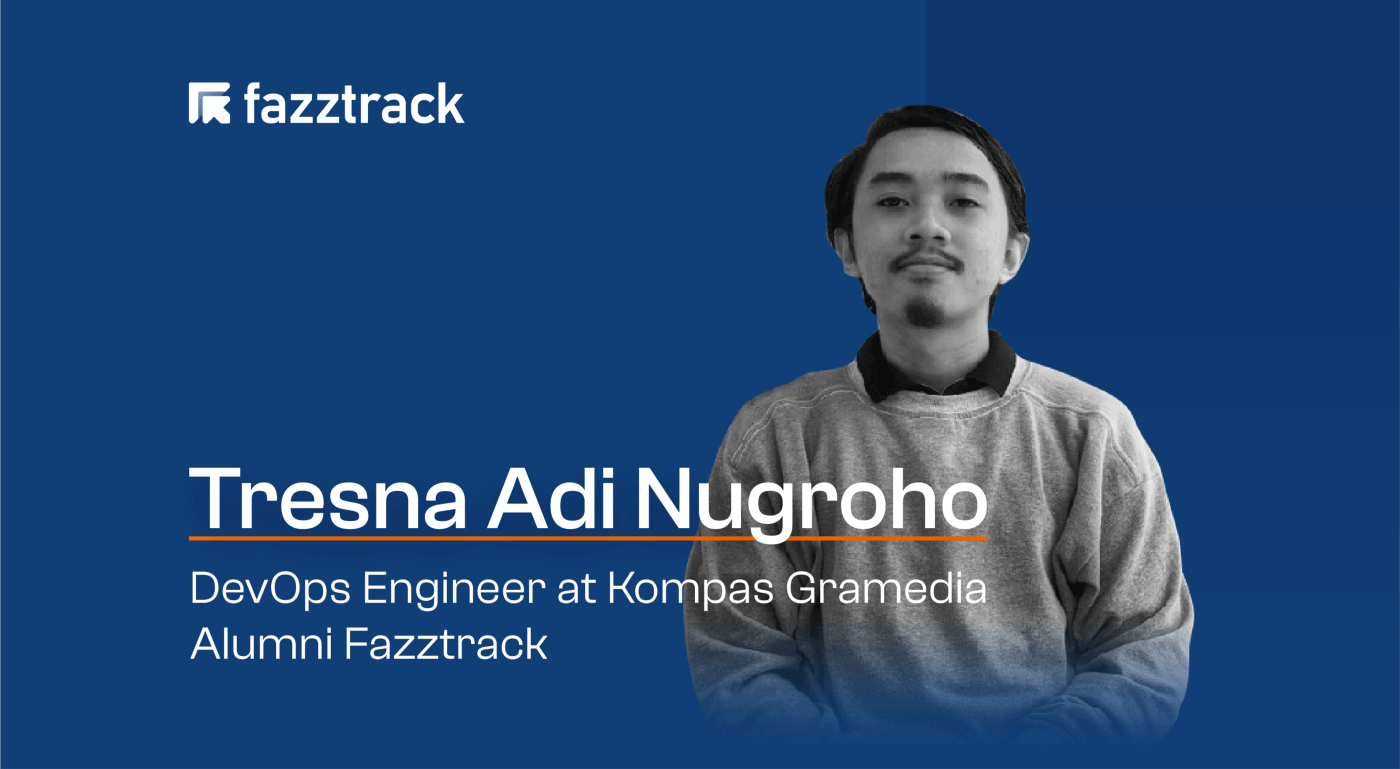 fazztrack
Tresna Adi Nugroho
DevOps Engineer at Kompas Gramedia
Alumni Fazztrack